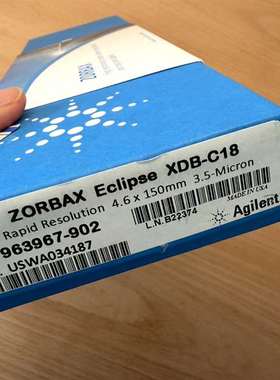 ZORBAX
ZORBAX Eclipse XDB-C18
Rapid Resolution 4.6 x 150mm 3.5-Micron
963967-902
USWA034187
L.N. B22374
MADE IN USA
Agilent